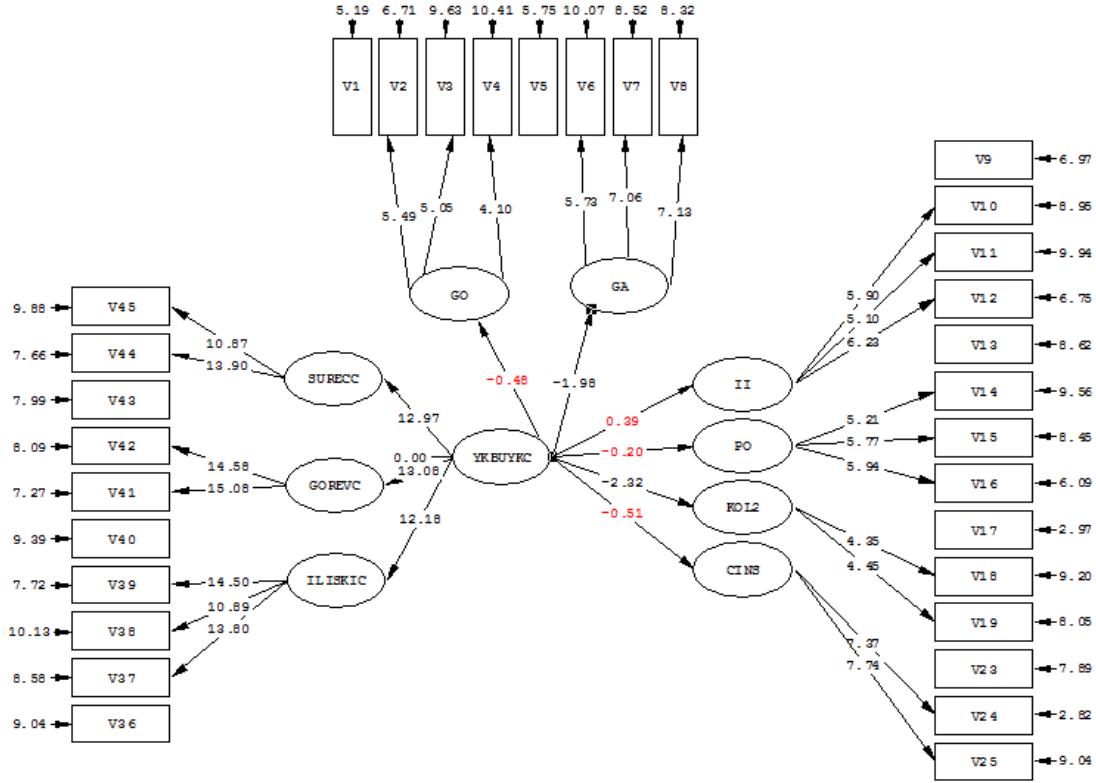 5.19 6.71 9.63 10.41 5.75 10.07 8.52 8.32
V1 V2 V3 V4 V5 V6 V7 V8
5.49 5.05 4.10 5.73 7.06 7.13
GO GA
V9 6.97
V10 8.95
V11 9.94
V12 6.75
V13 8.62
V14 9.56
V15 8.45
V16 6.09
V17 2.97
V18 9.20
V19 8.05
V23 7.89
V24 2.82
V25 9.04
5.90
5.10
6.23
5.21
5.77
5.94
4.35
4.45
7.37
7.74
II
PO
KOL2
CINS
-0.48 -1.98
0.39
-0.20
-2.32
-0.51
YKBUYKC
0.00
12.97
13.08
12.18
SURECC
GOREVC
ILISKIC
10.87
13.90
14.58
15.08
14.50
10.89
13.80
9.88 V45
7.66 V44
7.99 V43
8.09 V42
7.27 V41
9.39 V40
7.72 V39
10.13 V38
8.58 V37
9.04 V36